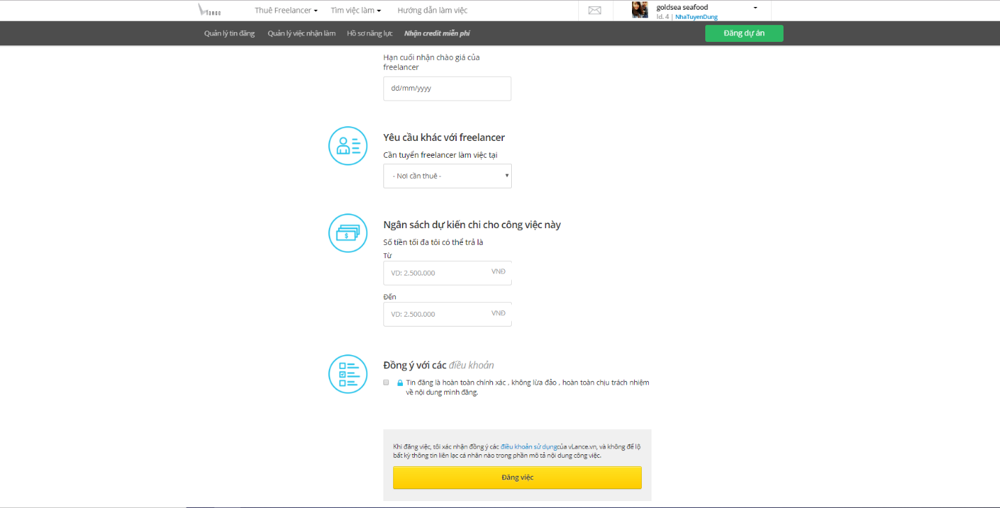 vlance
Thuê Freelancer
Tìm việc làm
Hướng dẫn làm việc
goldsea seafood
Id. 4 | NhaTuyenDung
Quản lý tin đăng
Quản lý việc nhận làm
Hồ sơ năng lực
Nhận credit miễn phí
Đăng dự án
Hạn cuối nhận chào giá của
freelancer
dd/mm/yyyy
Yêu cầu khác với freelancer
Cần tuyển freelancer làm việc tại
- Nơi cần thuê -
Ngân sách dự kiến chi cho công việc này
Số tiền tối đa tôi có thể trả là
Từ
VD: 2.500.000 VNĐ
Đến
VD: 2.500.000 VNĐ
Đồng ý với các điều khoản
Tin đăng là hoàn toàn chính xác , không lừa đảo , hoàn toàn chịu trách nhiệm
về nội dung mình đăng.
Khi đăng việc, tôi xác nhận đồng ý các điều khoản sử dụngcủa vLance.vn, và không để lộ
bất kỳ thông tin liên lạc cá nhân nào trong phần mô tả nội dung công việc.
Đăng việc